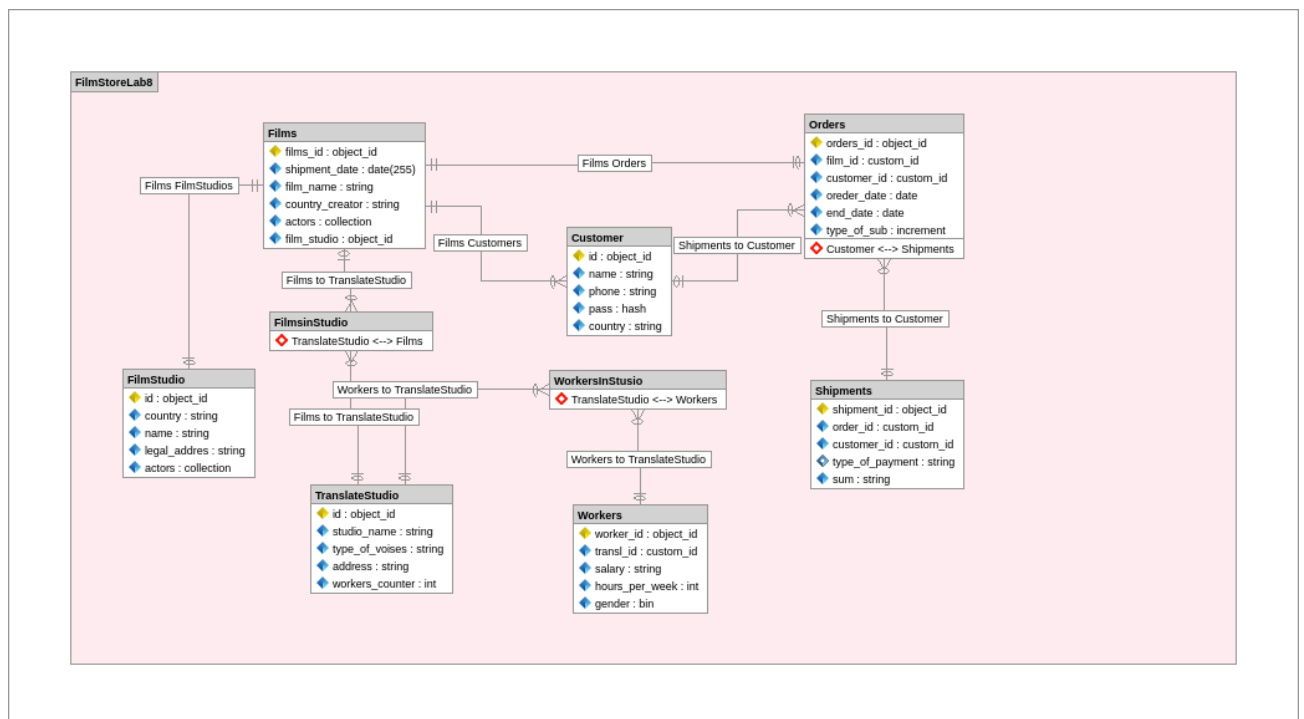 FilmStoreLab8
Films
films_id : object_id
shipment_date : date(255)
film_name : string
country_creator : string
actors : collection
film_studio : object_id
Films FilmStudios
Films Orders
Films Customers
Orders
orders_id : object_id
film_id : custom_id
customer_id : custom_id
oreder_date : date
end_date : date
type_of_sub : increment
Customer <--> Shipments
Customer
id : object_id
name : string
phone : string
pass : hash
country : string
Shipments to Customer
Films to TranslateStudio
FilmsinStudio
TranslateStudio <--> Films
Shipments to Customer
FilmStudio
id : object_id
country : string
name : string
legal_addres : string
actors : collection
Workers to TranslateStudio
Films to TranslateStudio
WorkersInStusio
TranslateStudio <--> Workers
Shipments
shipment_id : object_id
order_id : custom_id
customer_id : custom_id
type_of_payment : string
sum : string
Workers to TranslateStudio
TranslateStudio
id : object_id
studio_name : string
type_of_voises : string
address : string
workers_counter : int
Workers
worker_id : object_id
transl_id : custom_id
salary : string
hours_per_week : int
gender : bin